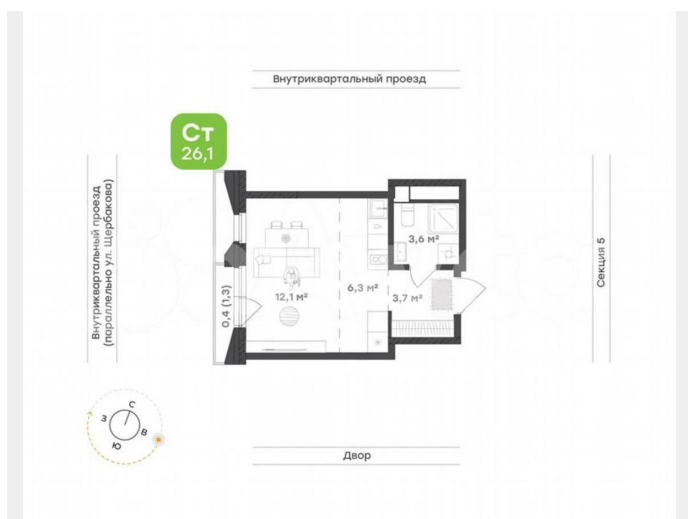 Внутриквартальный проезд
Ст
26,1
Внутриквартальный проезд
(параллельно ул. Щербакова)
3,6 м²
6,3 м²
12,1 м²
3,7 м²
0,4 (1,3)
Секция 5
С
З
В
Ю
Двор